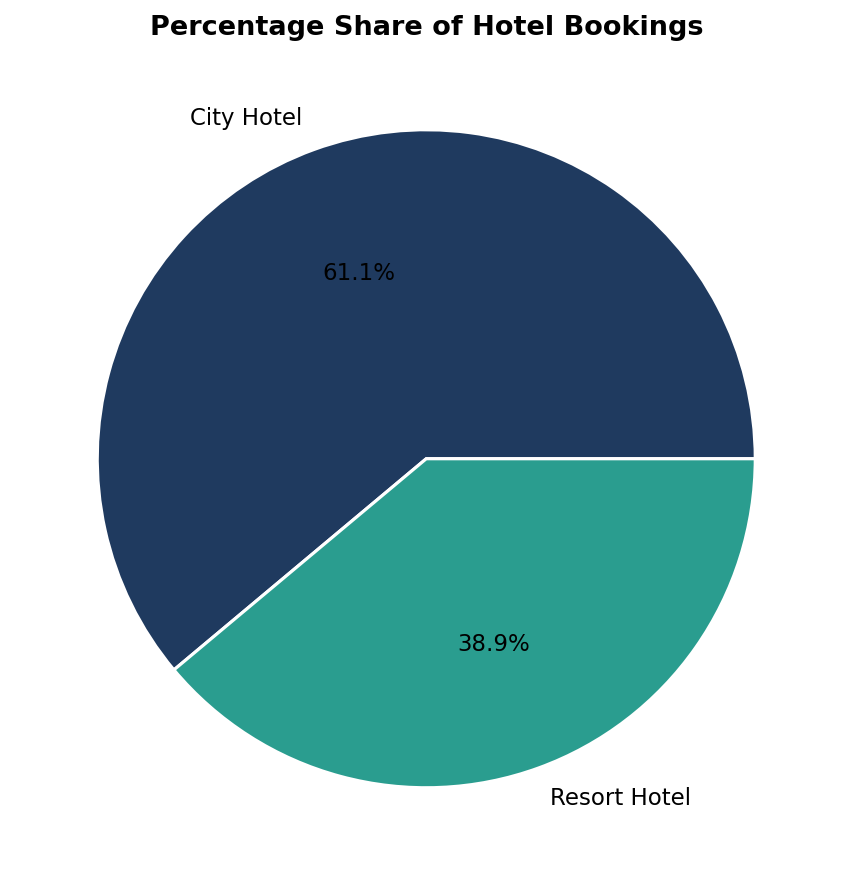 Percentage Share of Hotel Bookings
City Hotel
61.1%
38.9%
Resort Hotel